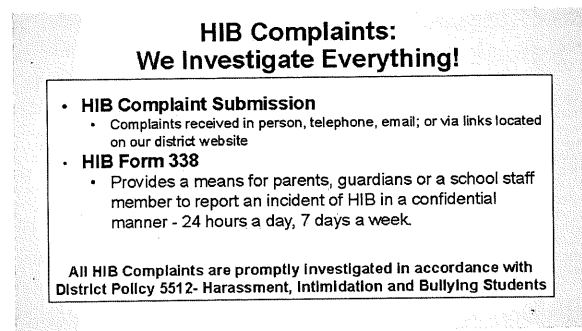 HIB Complaints:
We Investigate Everything!
• HIB Complaint Submission
• Complaints received in person, telephone, email; or via links located
on our district website
• HIB Form 338
• Provides a means for parents, guardians or a school staff
member to report an incident of HIB in a confidential
manner - 24 hours a day, 7 days a week.
All HIB Complaints are promptly investigated in accordance with
District Policy 5512- Harassment, Intimidation and Bullying Students